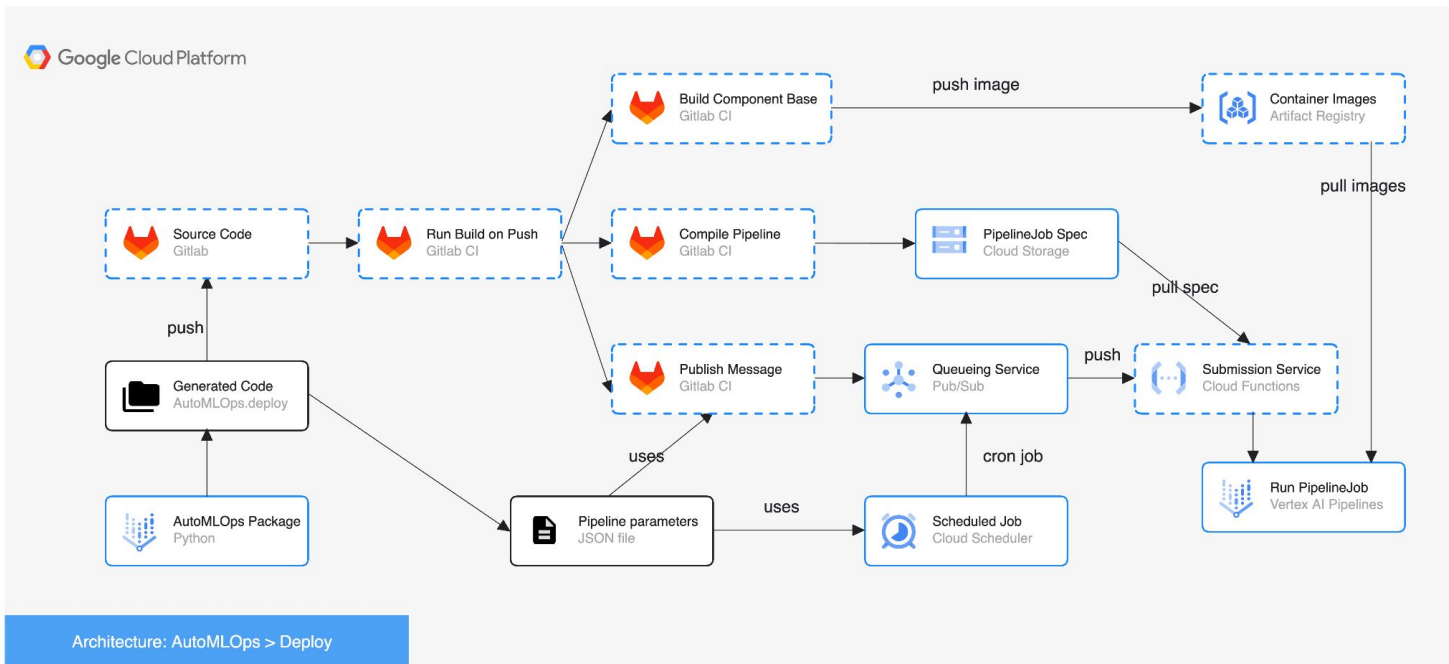 Google Cloud Platform
Build Component Base
Gitlab CI
push image
Container Images
Artifact Registry
pull images
Source Code
Gitlab
Run Build on Push
Gitlab CI
Compile Pipeline
Gitlab CI
PipelineJob Spec
Cloud Storage
pull spec
push
Generated Code
AutoMLOps.deploy
Publish Message
Gitlab CI
Queueing Service
Pub/Sub
push
Submission Service
Cloud Functions
uses
cron job
AutoMLOps Package
Python
Pipeline parameters
JSON file
uses
Scheduled Job
Cloud Scheduler
Run PipelineJob
Vertex AI Pipelines
Architecture: AutoMLOps > Deploy